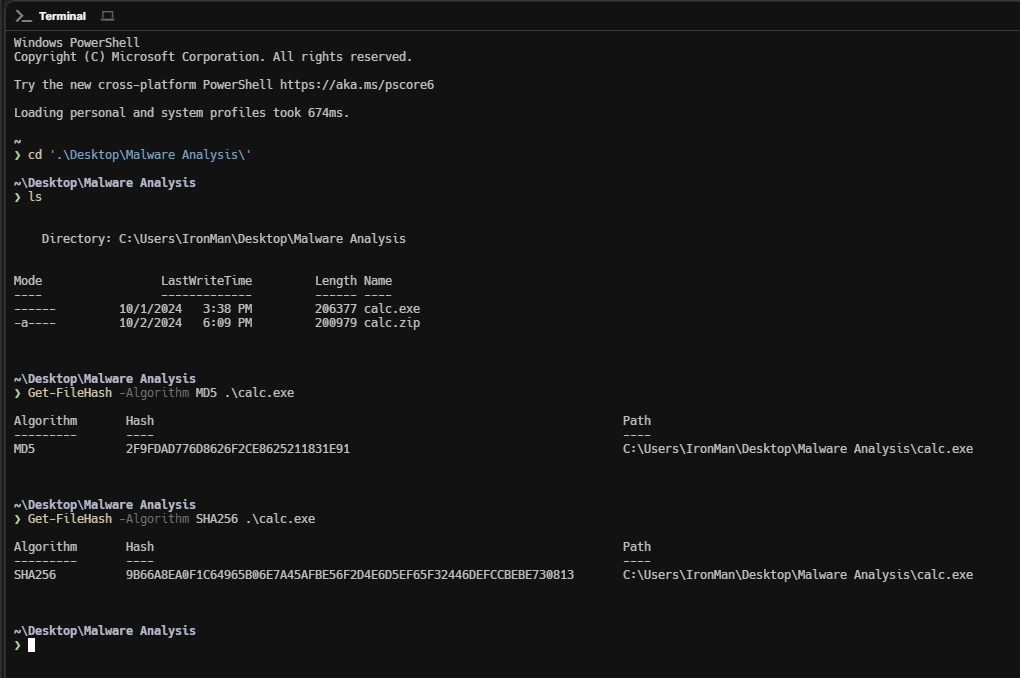 Terminal
Windows PowerShell
Copyright (C) Microsoft Corporation. All rights reserved.
Try the new cross-platform PowerShell https://aka.ms/pscore6
Loading personal and system profiles took 674ms.
~
❯ cd '.\Desktop\Malware Analysis\'
~\Desktop\Malware Analysis
❯ ls
Directory: C:\Users\IronMan\Desktop\Malware Analysis
Mode LastWriteTime Length Name
---- ------------- ------ ----
------ 10/1/2024 3:38 PM 206377 calc.exe
-a---- 10/2/2024 6:09 PM 200979 calc.zip
~\Desktop\Malware Analysis
❯ Get-FileHash -Algorithm MD5 .\calc.exe
Algorithm Hash Path
--------- ---- ----
MD5 2F9FDAD776D8626F2CE8625211831E91 C:\Users\IronMan\Desktop\Malware Analysis\calc.exe
~\Desktop\Malware Analysis
❯ Get-FileHash -Algorithm SHA256 .\calc.exe
Algorithm Hash Path
--------- ---- ----
SHA256 9B66A8EA0F1C64965B06E7A45AFBE56F2D4E6D5EF65F32446DEFCCBEBE730813 C:\Users\IronMan\Desktop\Malware Analysis\calc.exe
~\Desktop\Malware Analysis
❯